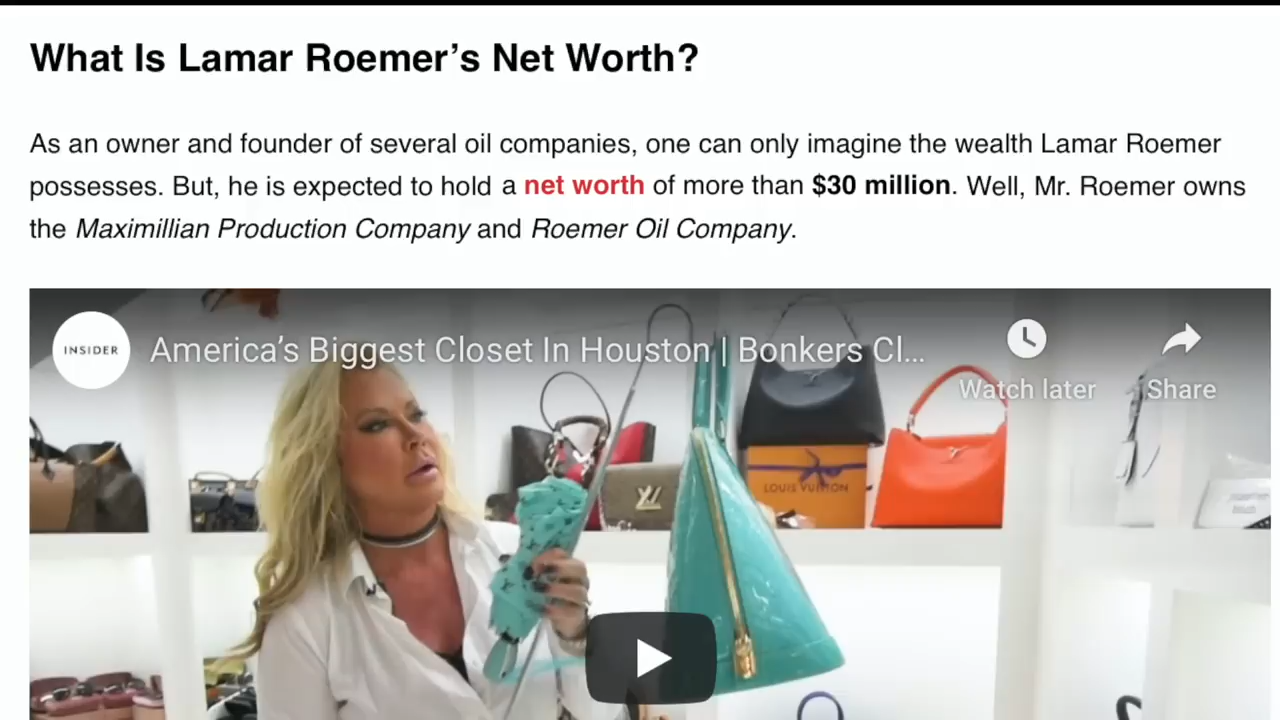 What Is Lamar Roemer’s Net Worth?
As an owner and founder of several oil companies, one can only imagine the wealth Lamar Roemer
possesses. But, he is expected to hold a net worth of more than $30 million. Well, Mr. Roemer owns
the Maximillian Production Company and Roemer Oil Company.
INSIDER
America’s Biggest Closet In Houston | Bonkers Cl...
Watch later
Share
LOUIS VUITTON
LV